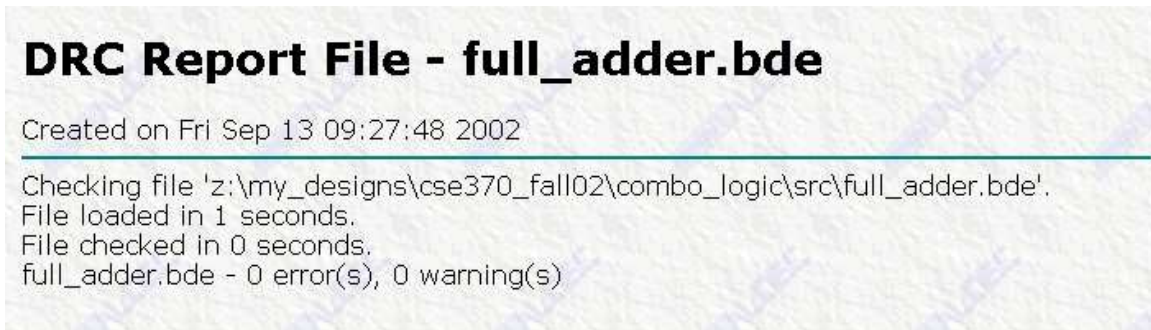 DRC Report File - full_adder.bde
Created on Fri Sep 13 09:27:48 2002
Checking file 'z:\my_designs\cse370_fall02\combo_logic\src\full_adder.bde'.
File loaded in 1 seconds.
File checked in 0 seconds.
full_adder.bde - 0 error(s), 0 warning(s)